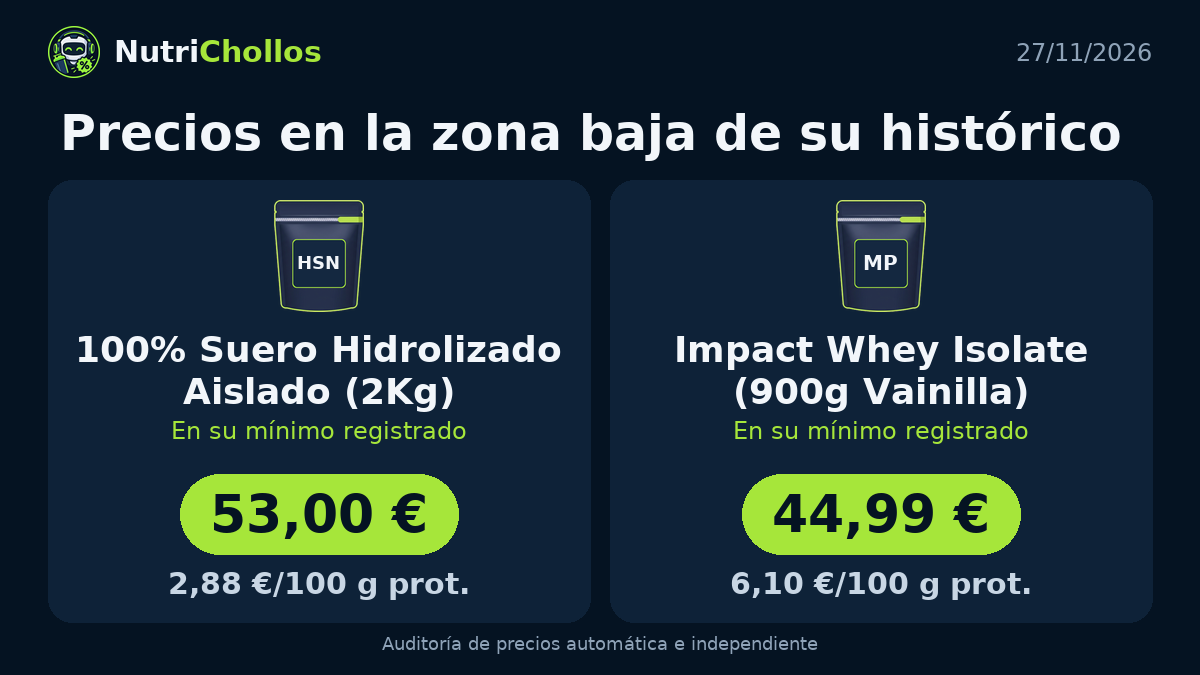 NutriChollos
27/11/2026
Precios en la zona baja de su histórico
HSN
100% Suero Hidrolizado
Aislado (2Kg)
En su mínimo registrado
53,00 €
2,88 €/100 g prot.
MP
Impact Whey Isolate
(900g Vainilla)
En su mínimo registrado
44,99 €
6,10 €/100 g prot.
Auditoría de precios automática e independiente